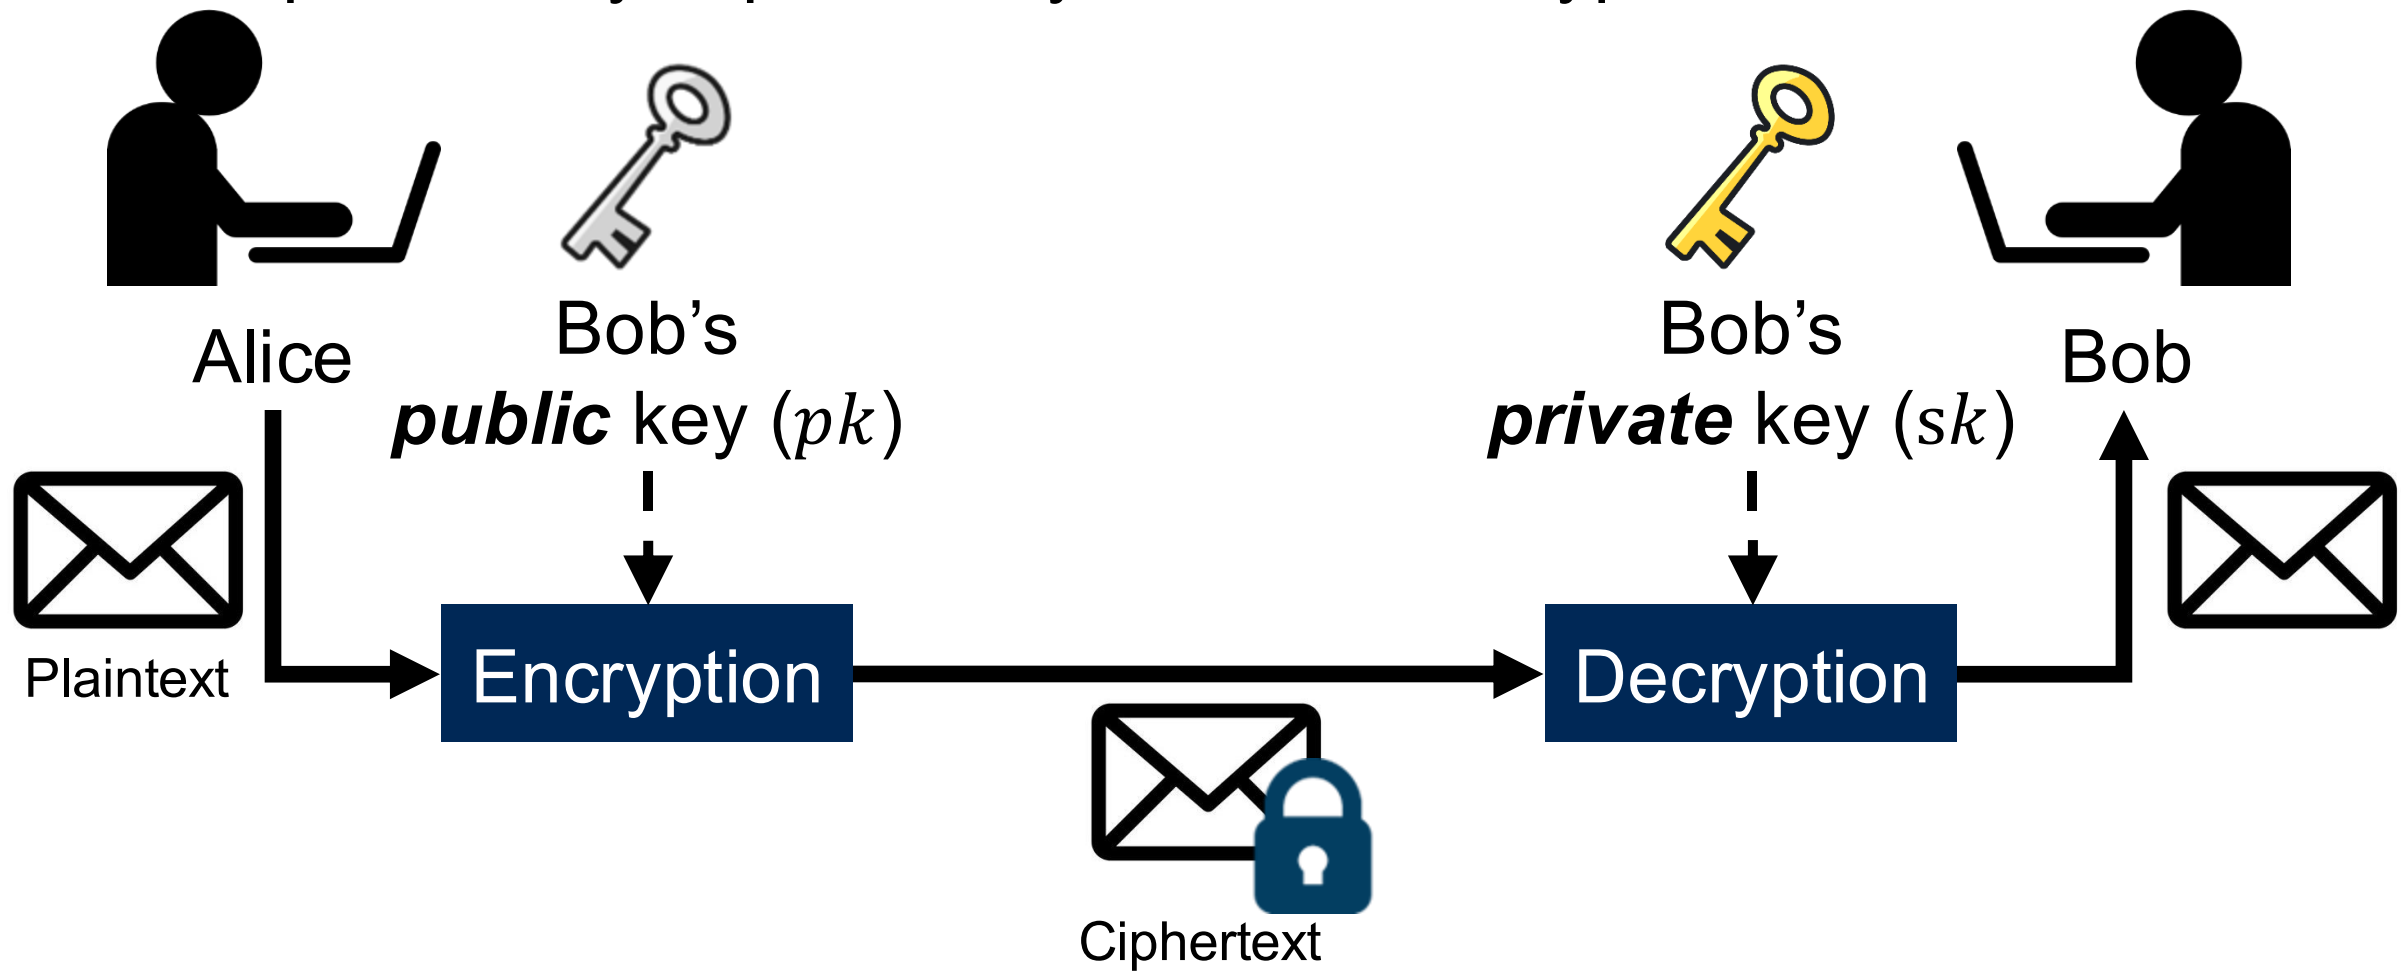 Alice
Bob’s
public key (pk)
Bob’s
private key (sk)
Bob
Plaintext
Encryption
Decryption
Ciphertext